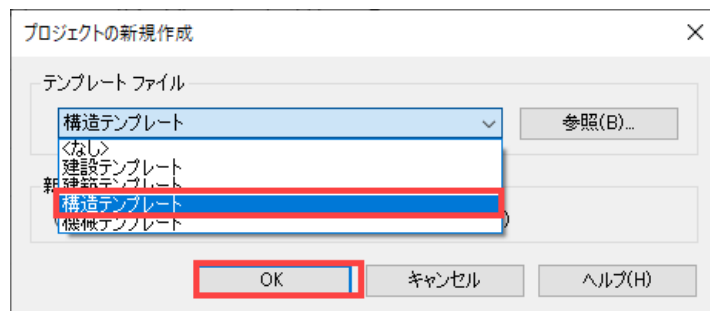 プロジェクトの新規作成
テンプレート ファイル
構造テンプレート
参照(B)...
<なし>
建設テンプレート
建築テンプレート
構造テンプレート
機械テンプレート
新
OK
キャンセル
ヘルプ(H)